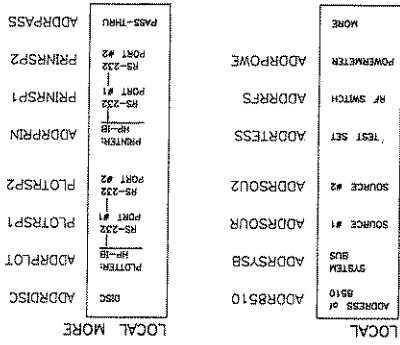 LOCAL
ADDRESS of
8510
ADDR8510
SYSTEM
BUS
ADDRSYSB
SOURCE #1
ADDRSOUR
SOURCE #2
ADDRSOU2
TEST SET
ADDRTESS
RF SWITCH
ADDRRFS
POWERMETER
ADDRPOWE
MORE
LOCAL MORE
DISC
ADDRDISC
PLOTTER:
HP-IB
ADDRPLOT
RS-232
PORT #1
PLOTRSP1
RS-232
PORT #2
PLOTRSP2
PRINTER:
HP-IB
ADDRPRIN
RS-232
PORT #1
PRINRSP1
RS-232
PORT #2
PRINRSP2
PASS-THRU
ADDRPASS